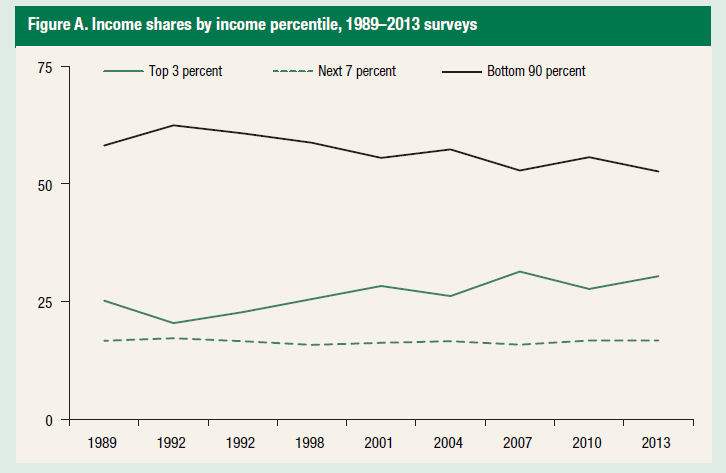 Figure A. Income shares by income percentile, 1989–2013 surveys
75
Top 3 percent
Next 7 percent
Bottom 90 percent
50
25
0
1989 1992 1992 1998 2001 2004 2007 2010 2013